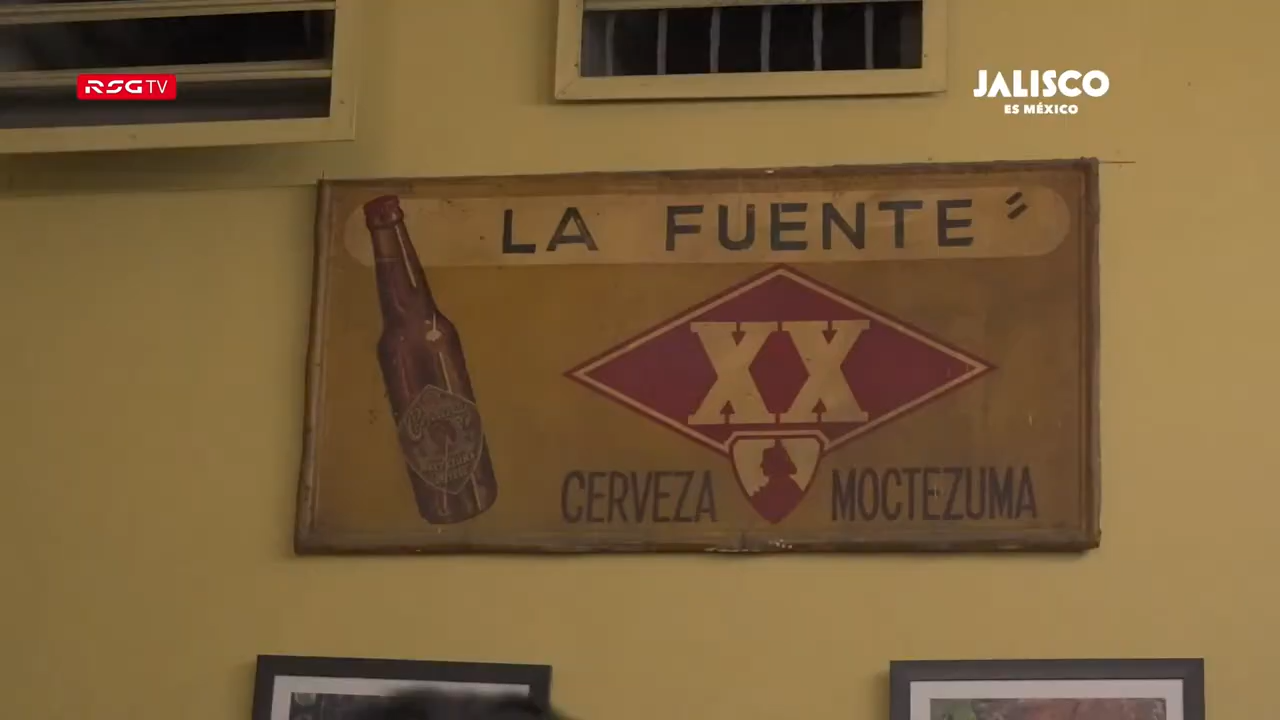 RSGTV
JALISCO
ES MÉXICO
LA FUENTE "
XX
CERVEZA MOCTEZUMA